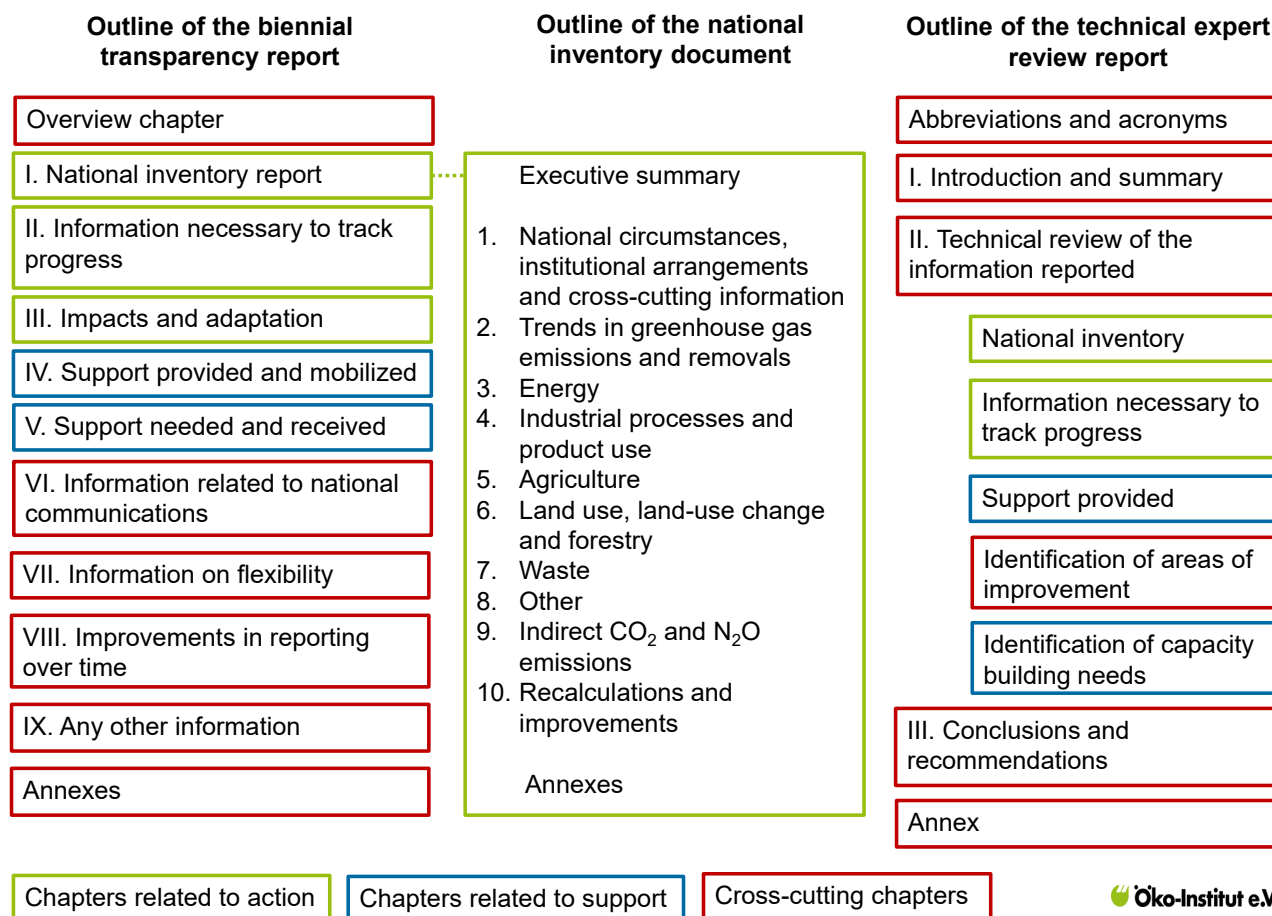 Outline of the biennial
transparency report
Overview chapter
I. National inventory report
II. Information necessary to track
progress
III. Impacts and adaptation
IV. Support provided and mobilized
V. Support needed and received
VI. Information related to national
communications
VII. Information on flexibility
VIII. Improvements in reporting
over time
IX. Any other information
Annexes
Outline of the national
inventory document
Executive summary
1. National circumstances,
institutional arrangements
and cross-cutting information
2. Trends in greenhouse gas
emissions and removals
3. Energy
4. Industrial processes and
product use
5. Agriculture
6. Land use, land-use change
and forestry
7. Waste
8. Other
9. Indirect CO₂ and N₂O
emissions
10. Recalculations and
improvements
Annexes
Outline of the technical expert
review report
Abbreviations and acronyms
I. Introduction and summary
II. Technical review of the
information reported
National inventory
Information necessary to
track progress
Support provided
Identification of areas of
improvement
Identification of capacity
building needs
III. Conclusions and
recommendations
Annex
Chapters related to action
Chapters related to support
Cross-cutting chapters
Öko-Institut e.V